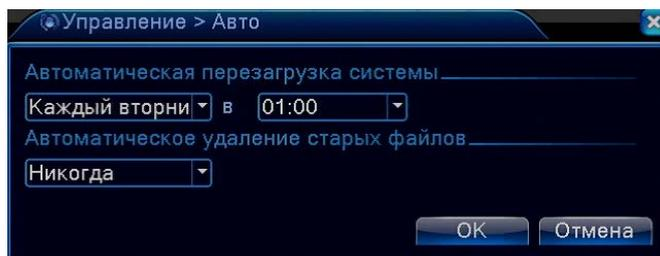 Управление > Авто
Автоматическая перезагрузка системы
Каждый вторни в 01:00
Автоматическое удаление старых файлов
Никогда
OK Отмена